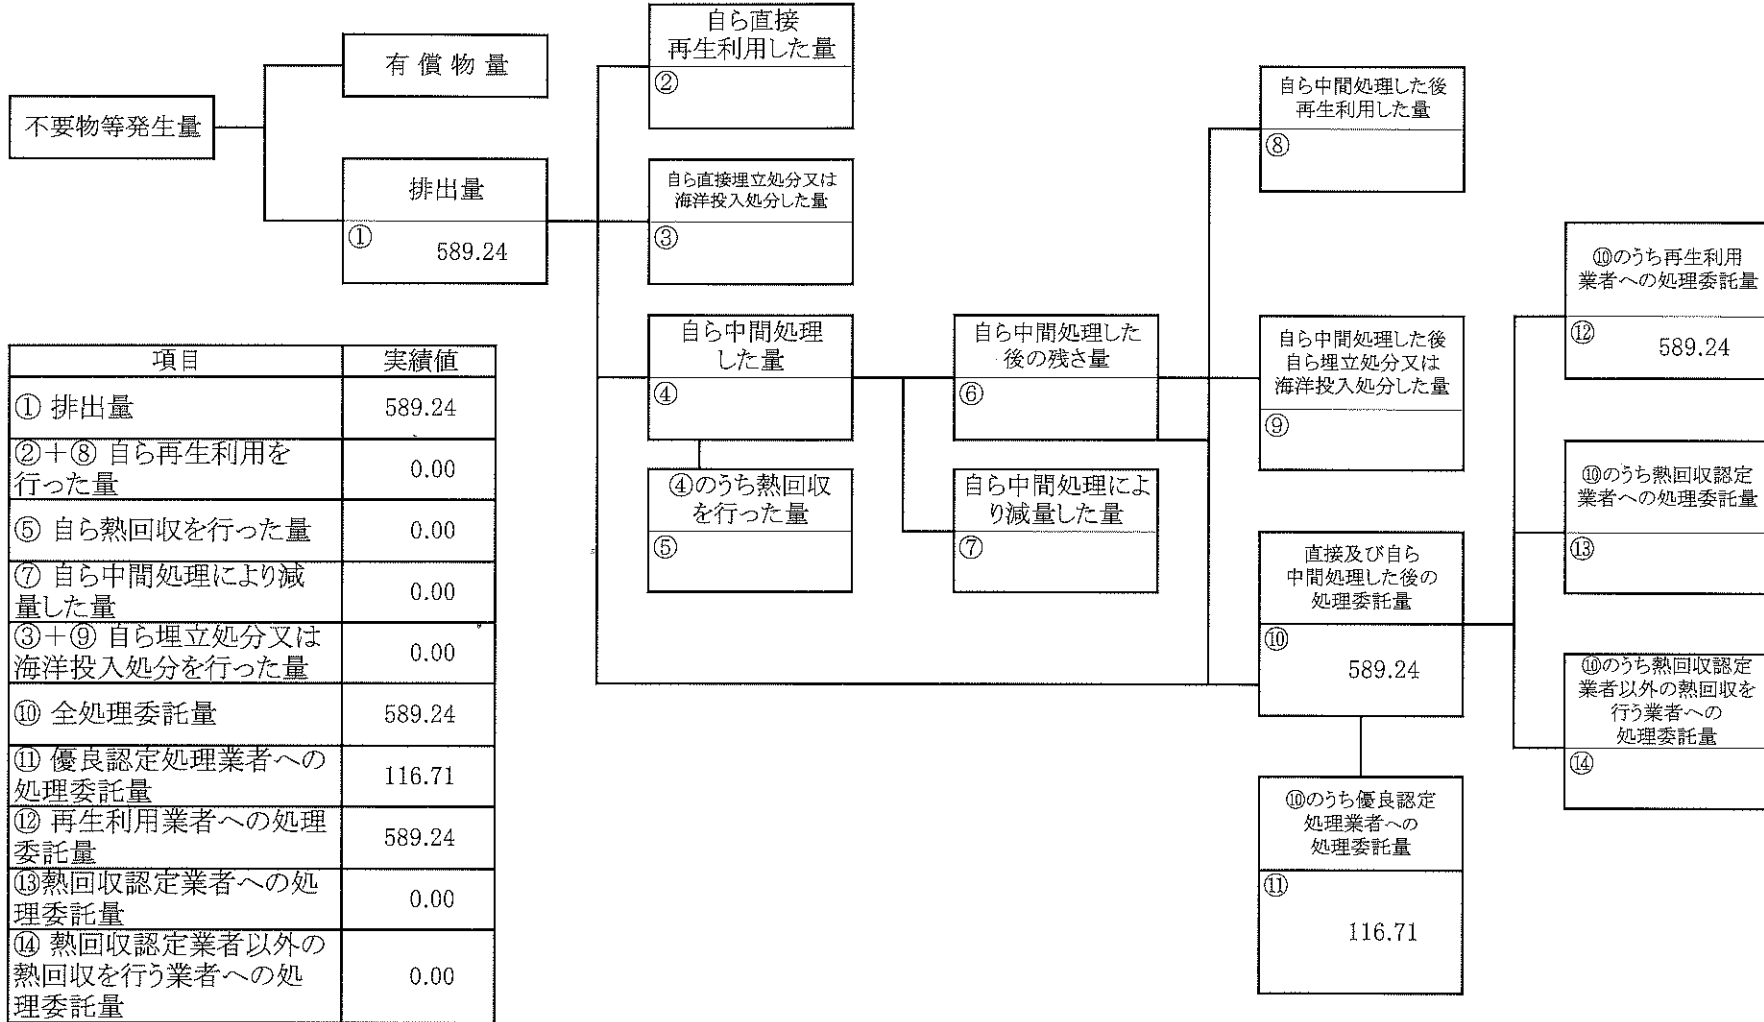 自ら直接
再生利用した量
②
有償物量
不要物等発生量
排出量
①
589.24
自ら直接埋立処分又は
海洋投入処分した量
③
自ら中間処理した後
再生利用した量
⑧
自ら中間処理
した量
④
自ら中間処理した
後の残さ量
⑥
自ら中間処理した後
自ら埋立処分又は
海洋投入処分した量
⑨
④のうち熱回収
を行った量
⑤
自ら中間処理によ
り減量した量
⑦
直接及び自ら
中間処理した後の
処理委託量
⑩
589.24
⑩のうち優良認定
処理業者への
処理委託量
⑪
116.71
⑩のうち再生利用
業者への処理委託量
⑫
589.24
⑩のうち熱回収認定
業者への処理委託量
⑬
⑩のうち熱回収認定
業者以外の熱回収を
行う業者への
処理委託量
⑭
項目 実績値
① 排出量 589.24
②+⑧ 自ら再生利用を
行った量 0.00
⑤ 自ら熱回収を行った量 0.00
⑦ 自ら中間処理により減
量した量 0.00
③+⑨ 自ら埋立処分又は
海洋投入処分を行った量 0.00
⑩ 全処理委託量 589.24
⑪ 優良認定処理業者への
処理委託量 116.71
⑫ 再生利用業者への処理
委託量 589.24
⑬熱回収認定業者への処
理委託量 0.00
⑭ 熱回収認定業者以外の
熱回収を行う業者への処
理委託量 0.00